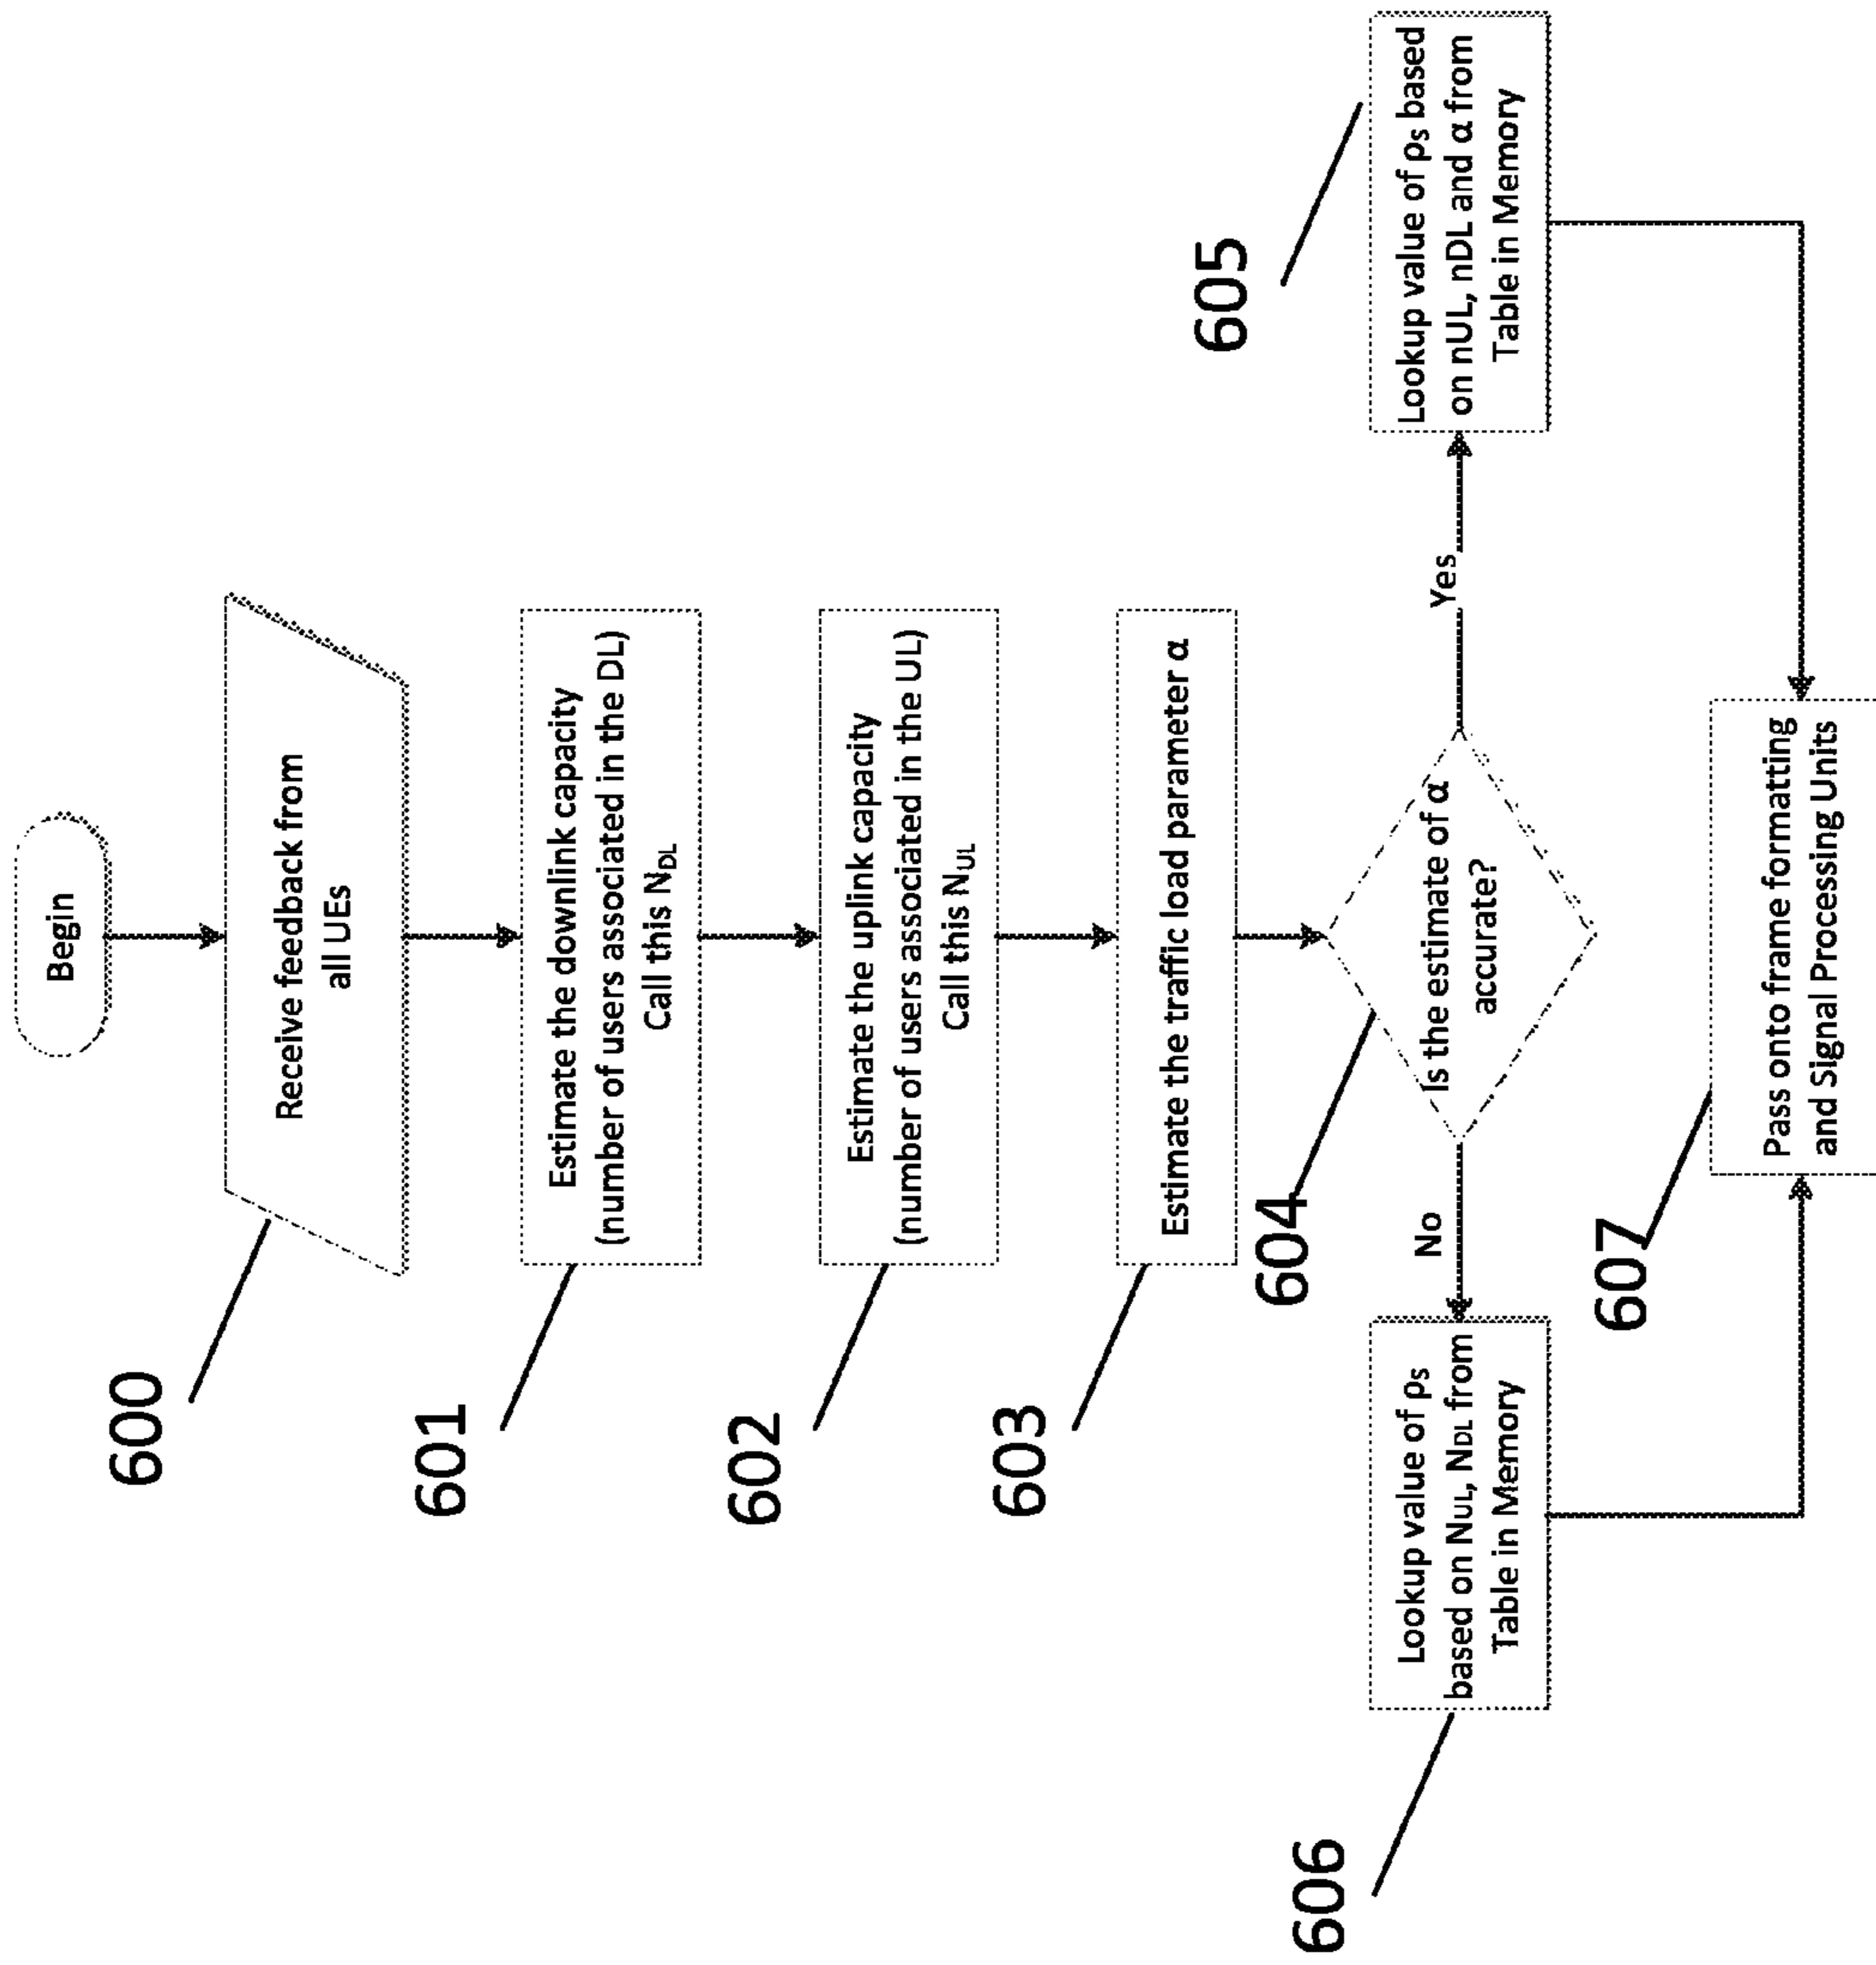 Begin
600
Receive feedback from
all UEs
601
Estimate the downlink capacity
(number of users associated in the DL)
Call this NDL
602
Estimate the uplink capacity
(number of users associated in the UL)
Call this NUL
603
Estimate the traffic load parameter α
604
Is the estimate of α
accurate?
No
Yes
606
Lookup value of ρs
based on NUL, NDL from
Table in Memory
605
Lookup value of ρs based
on nUL, nDL and α from
Table in Memory
607
Pass onto frame formatting
and Signal Processing Units